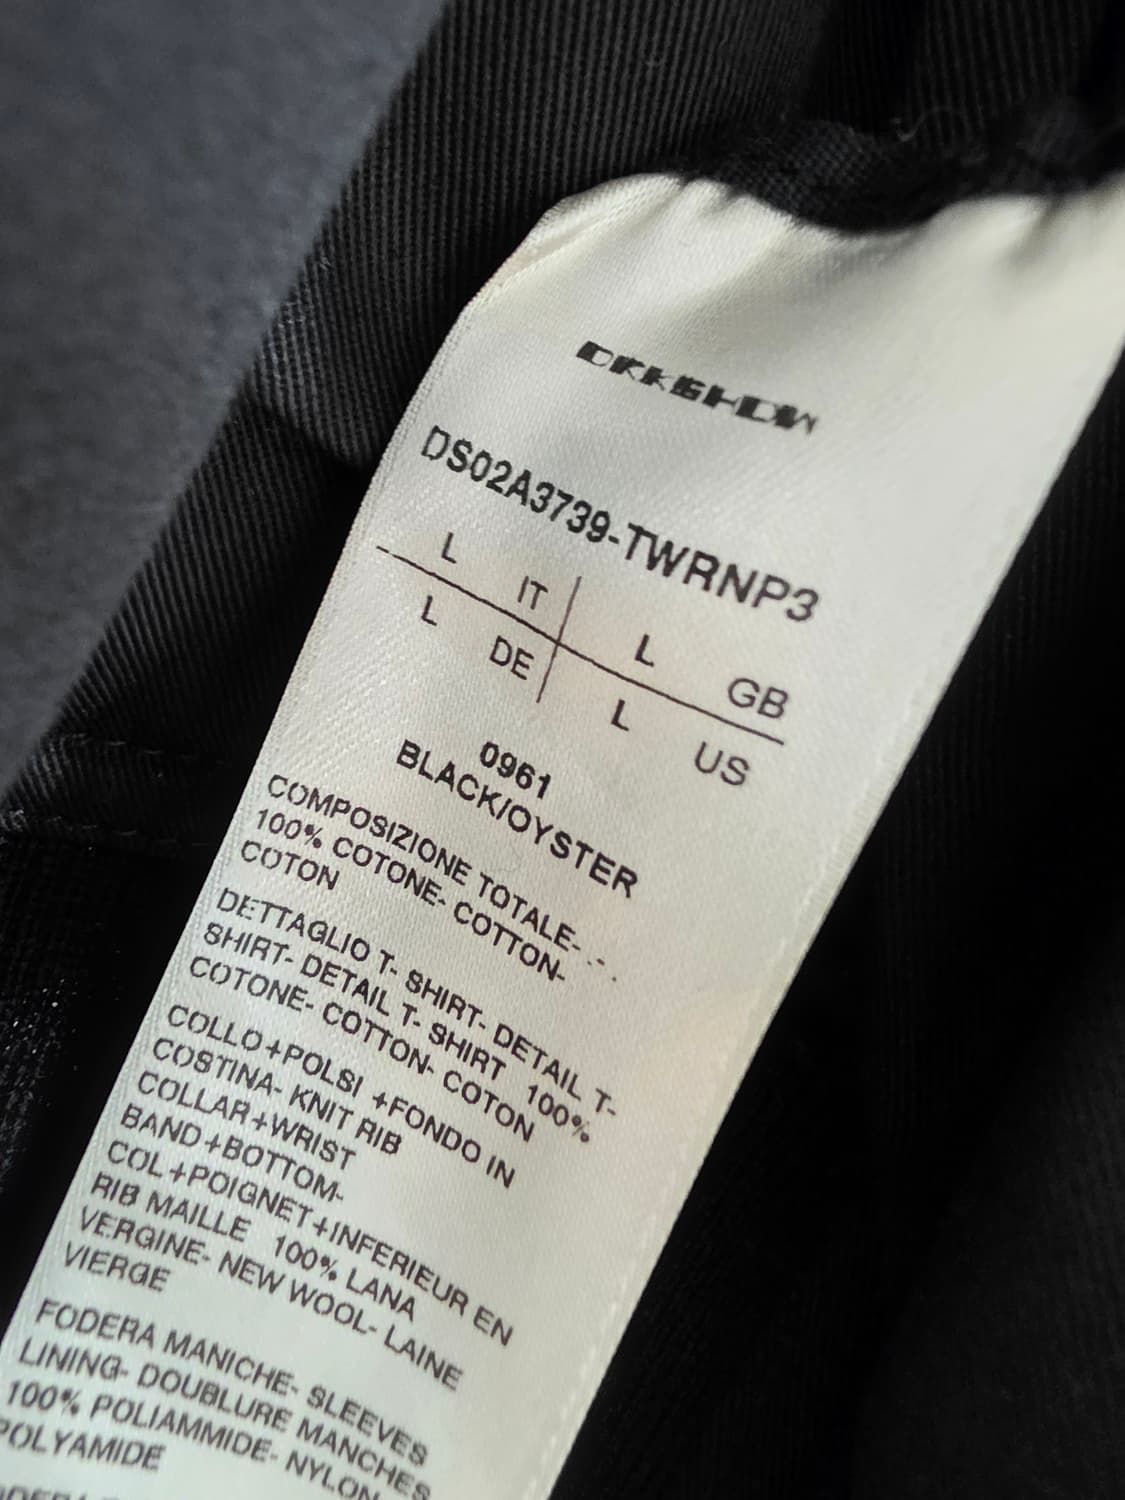 DRKSHDW
DS02A3739-TWRNP3
L IT L GB
L DE L US
0961
BLACK/OYSTER
COMPOSIZIONE TOTALE-
100% COTONE- COTTON-
COTON
DETTAGLIO T- SHIRT- DETAIL T-
SHIRT- DETAIL T- SHIRT 100%
COTONE- COTTON- COTON
COLLO+POLSI +FONDO IN
COSTINA- KNIT RIB
COLLAR+WRIST
BAND+BOTTOM-
COL+POIGNET+INFERIEUR EN
RIB MAILLE 100% LANA
VERGINE- NEW WOOL- LAINE
VIERGE
FODERA MANICHE- SLEEVES
LINING- DOUBLURE MANCHES
100% POLIAMMIDE- NYLON-
POLYAMIDE